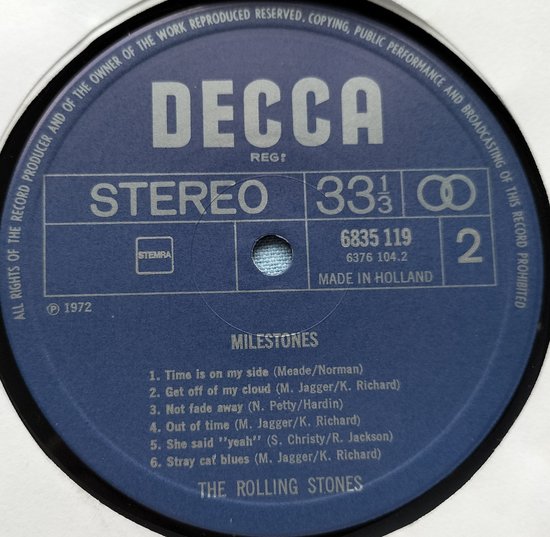 ALL RIGHTS OF THE RECORD PRODUCER AND OF THE OWNER OF THE WORK REPRODUCED RESERVED. COPYING, PUBLIC PERFORMANCE AND BROADCASTING OF THIS RECORD PROHIBITED
DECCA
REG!
STEREO 33 1/3
STEMRA
6835 119
6376 104.2
2
MADE IN HOLLAND
Ⓟ 1972
MILESTONES
1. Time is on my side (Meade/Norman)
2. Get off of my cloud (M. Jagger/K. Richard)
3. Not fade away (N. Petty/Hardin)
4. Out of time (M. Jagger/K. Richard)
5. She said "yeah" (S. Christy/R. Jackson)
6. Stray cat blues (M. Jagger/K. Richard)
THE ROLLING STONES